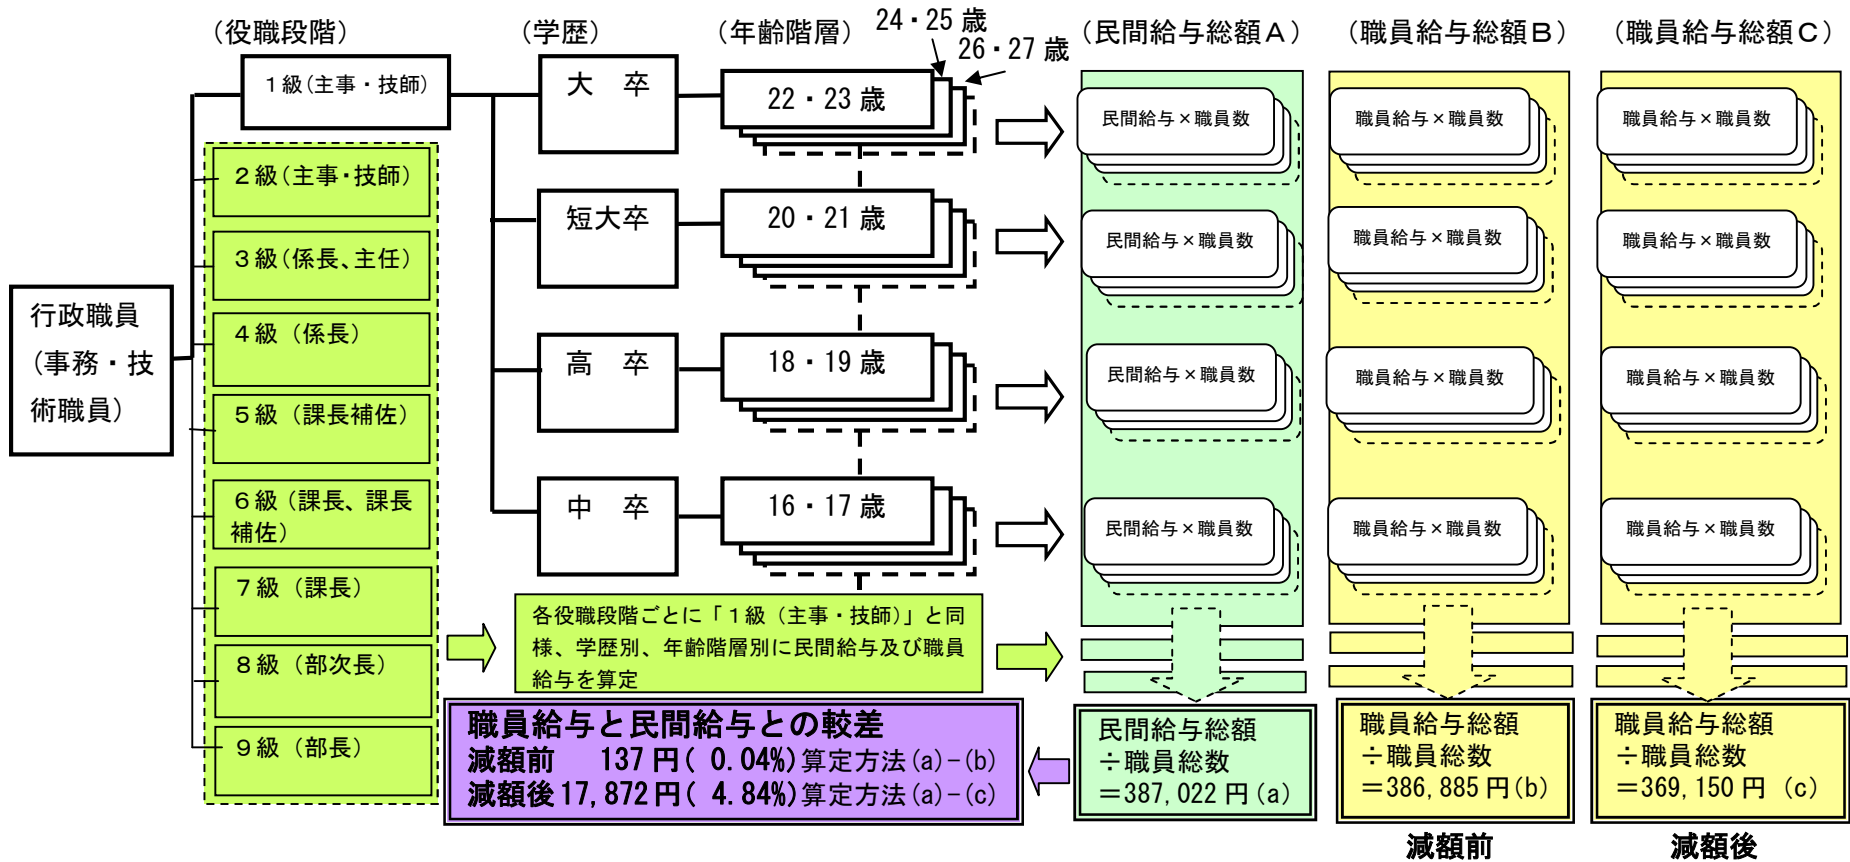 (役職段階)
(学歴)
(年齢階層)
24・25 歳
26・27 歳
(民間給与総額A)
(職員給与総額B)
(職員給与総額C)
行政職員
(事務・技
術職員)
1級(主事・技師)
2級(主事・技師)
3級(係長、主任)
4級(係長)
5級(課長補佐)
6級(課長、課長
補佐)
7級(課長)
8級(部次長)
9級(部長)
大 卒
短大卒
高 卒
中 卒
22・23 歳
20・21 歳
18・19 歳
16・17 歳
民間給与×職員数
職員給与×職員数
職員給与×職員数
民間給与×職員数
職員給与×職員数
職員給与×職員数
民間給与×職員数
職員給与×職員数
職員給与×職員数
民間給与×職員数
職員給与×職員数
職員給与×職員数
各役職段階ごとに「1級(主事・技師)」と同
様、学歴別、年齢階層別に民間給与及び職員
給与を算定
職員給与と民間給与との較差
減額前 137 円( 0.04%)算定方法(a)-(b)
減額後 17,872 円( 4.84%)算定方法(a)-(c)
民間給与総額
÷職員総数
=387,022 円(a)
職員給与総額
÷職員総数
=386,885 円(b)
職員給与総額
÷職員総数
=369,150 円 (c)
減額前
減額後